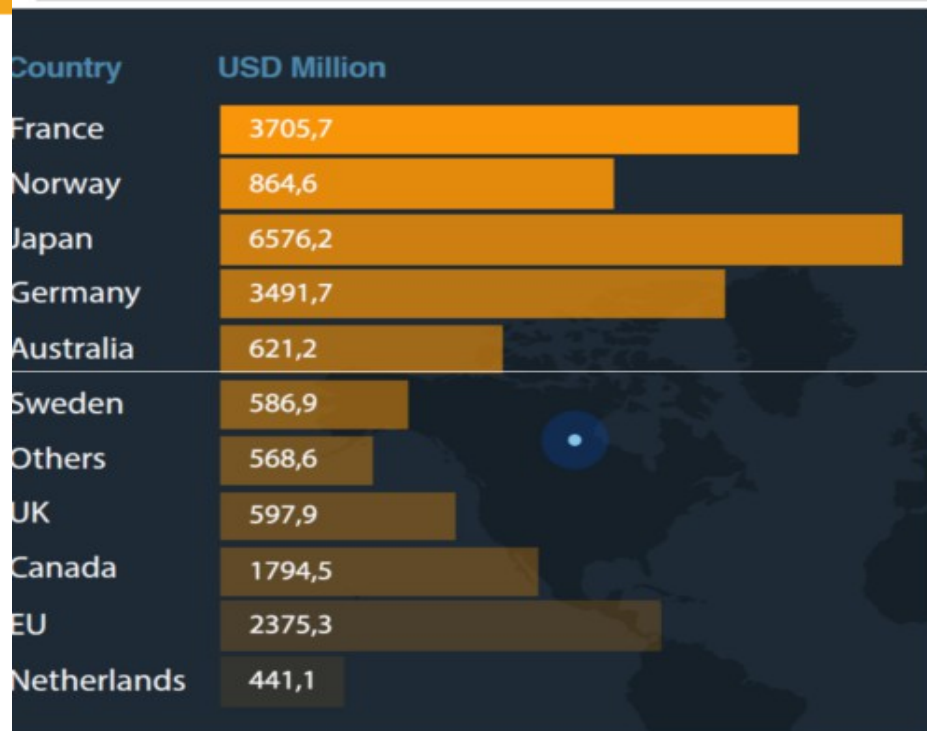 Country USD Million
France 3705,7
Norway 864,6
Japan 6576,2
Germany 3491,7
Australia 621,2
Sweden 586,9
Others 568,6
UK 597,9
Canada 1794,5
EU 2375,3
Netherlands 441,1